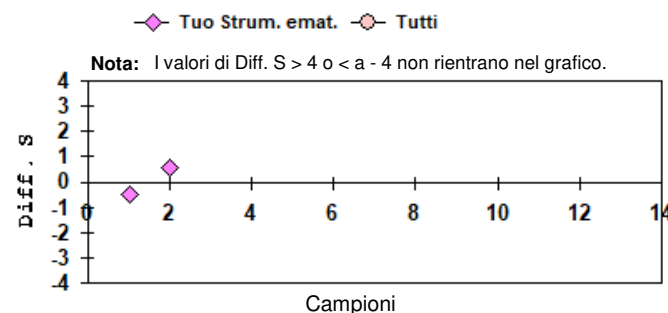 Tuo Strum. emat. Tutti
Nota: I valori di Diff. S > 4 o < a - 4 non rientrano nel grafico.
Diff. S
4
3
2
1
0
-1
-2
-3
-4
0 2 4 6 8 10 12 14
Campioni